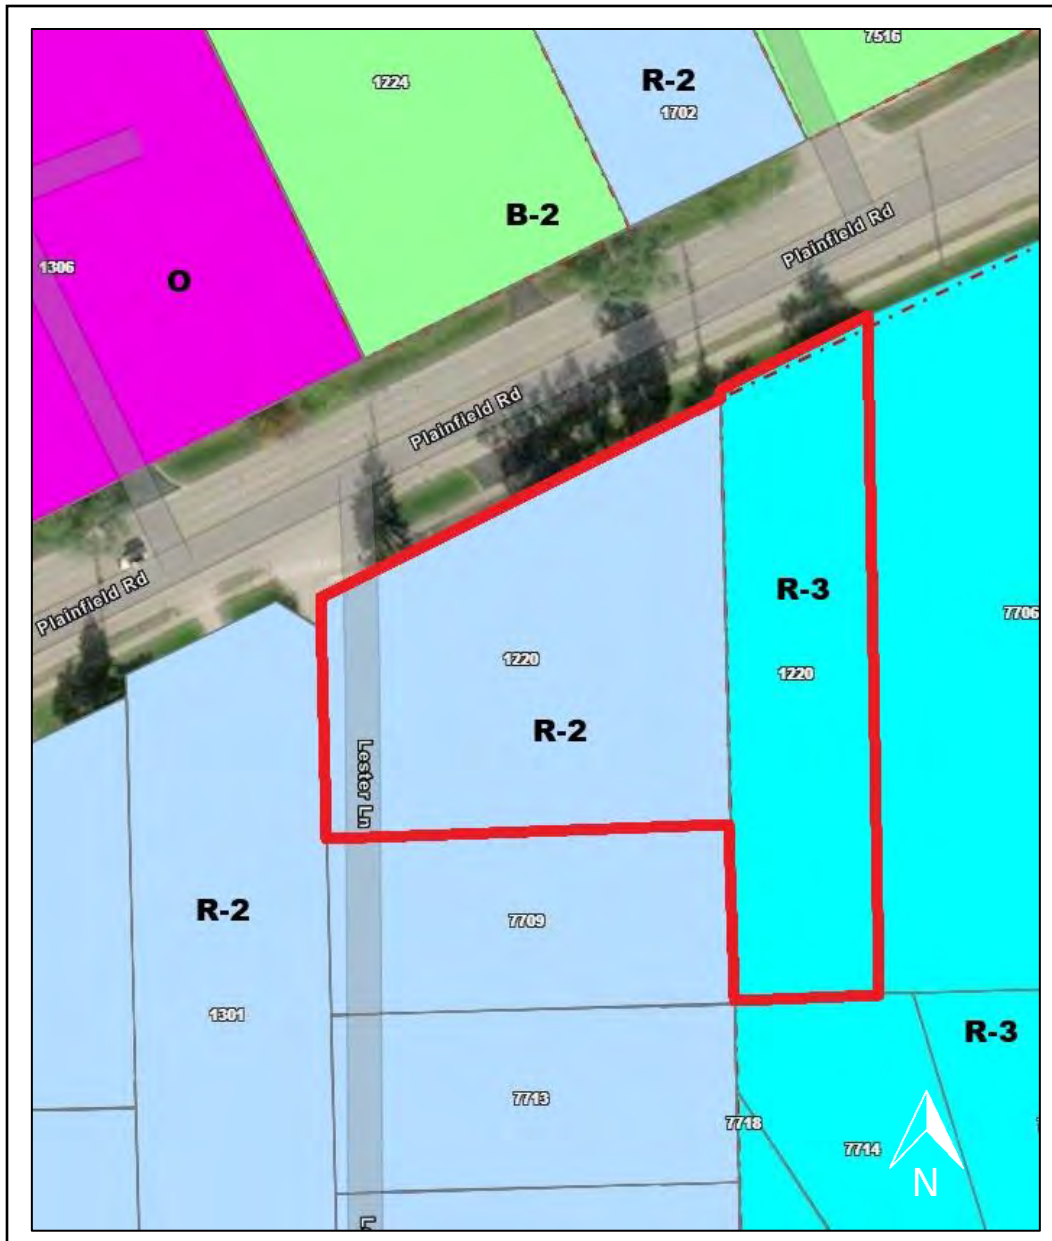 7516
1224
R-2
1702
B-2
Plainfield Rd
1306
O
Plainfield Rd
Plainfield Rd
R-3
7706
1220
1220
R-2
Lester Ln
R-2
7709
1301
R-3
7713
7718
7714
N